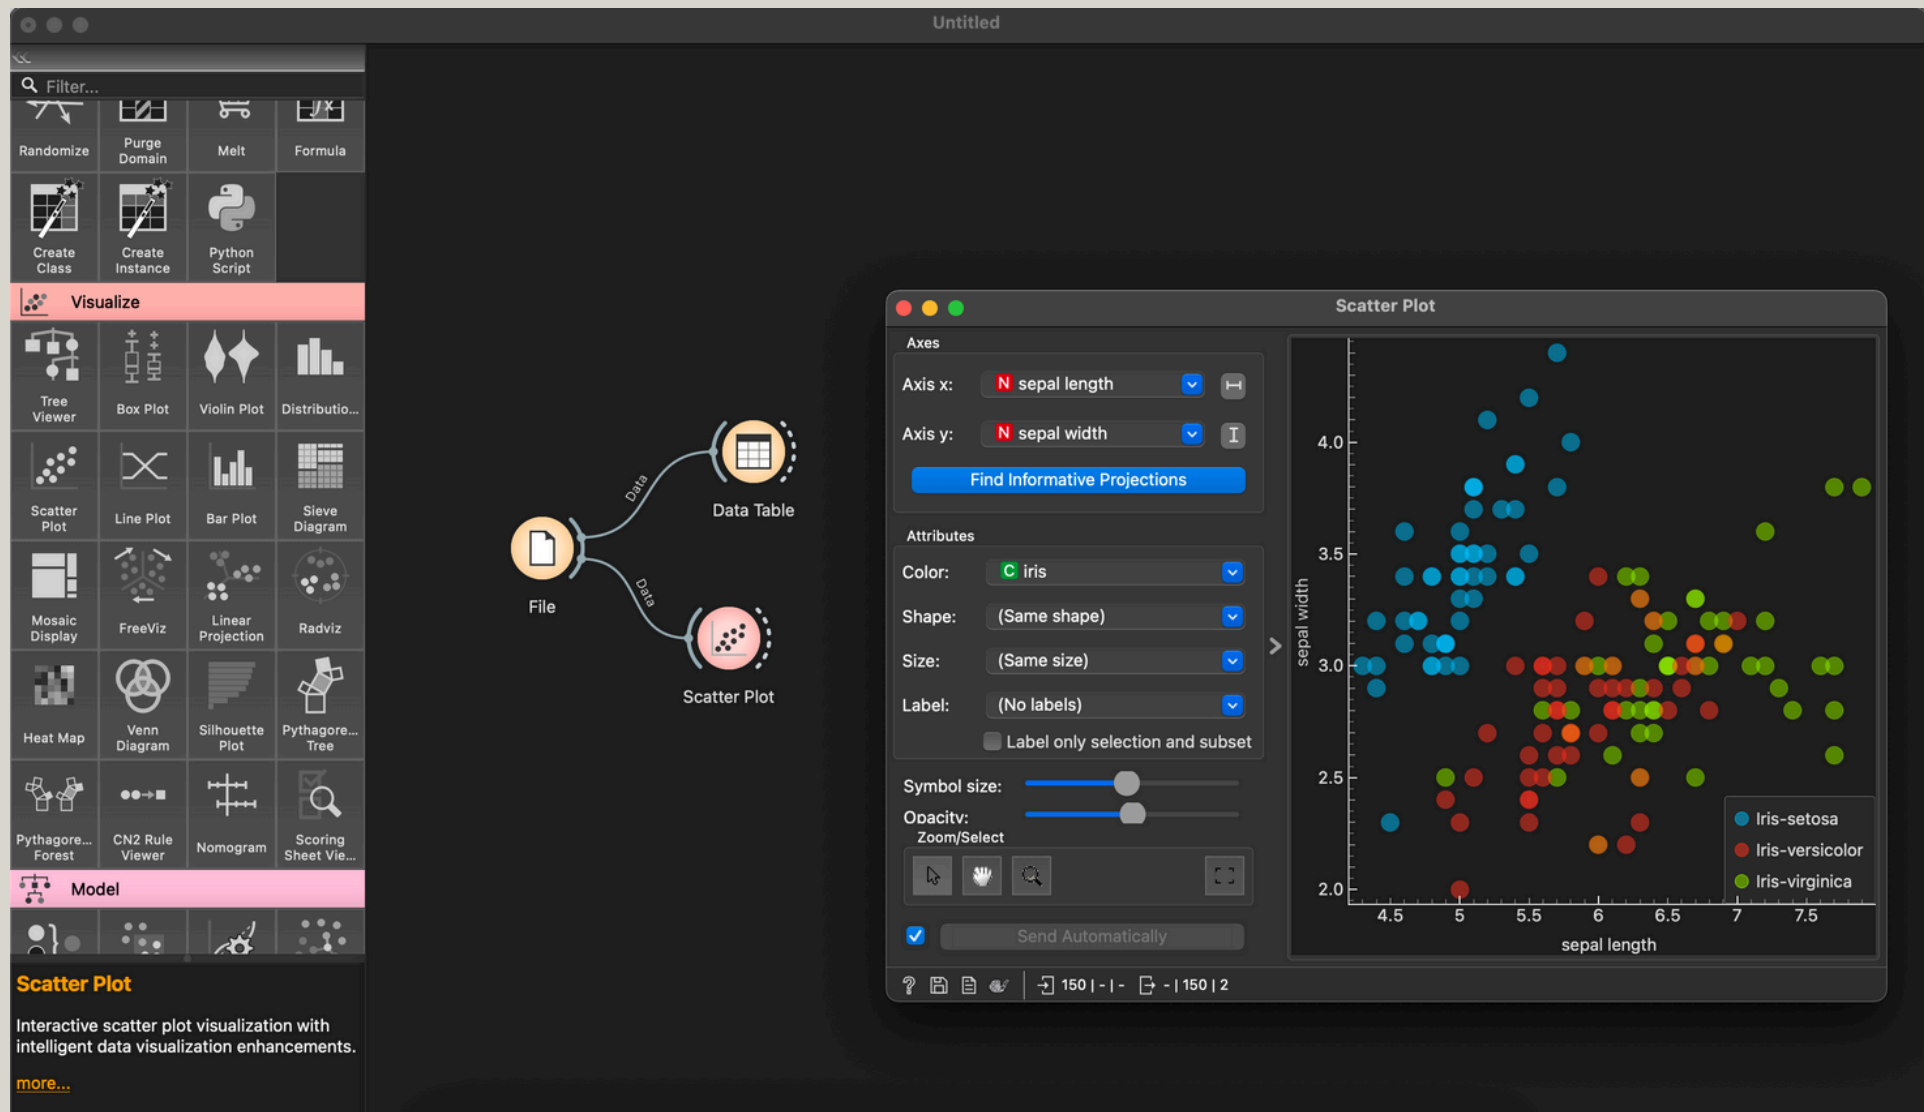 Untitled
Filter...
Randomize
Purge
Domain
Melt
Formula
Create
Class
Create
Instance
Python
Script
Visualize
Tree
Viewer
Box Plot
Violin Plot
Distributio...
Scatter
Plot
Line Plot
Bar Plot
Sieve
Diagram
Mosaic
Display
FreeViz
Linear
Projection
Radviz
Heat Map
Venn
Diagram
Silhouette
Plot
Pythagore...
Tree
Pythagore...
Forest
CN2 Rule
Viewer
Nomogram
Scoring
Sheet Vie...
Model
Scatter Plot
Interactive scatter plot visualization with
intelligent data visualization enhancements.
more...
File
Data
Data Table
Data
Scatter Plot
Scatter Plot
Axes
Axis x:
N sepal length
Axis y:
N sepal width
Find Informative Projections
Attributes
Color:
C iris
Shape:
(Same shape)
Size:
(Same size)
Label:
(No labels)
Label only selection and subset
Symbol size:
Opacity:
Zoom/Select
Send Automatically
? 150 | - | - - | 150 | 2
sepal width
4.0
3.5
3.0
2.5
2.0
4.5 5 5.5 6 6.5 7 7.5
sepal length
Iris-setosa
Iris-versicolor
Iris-virginica